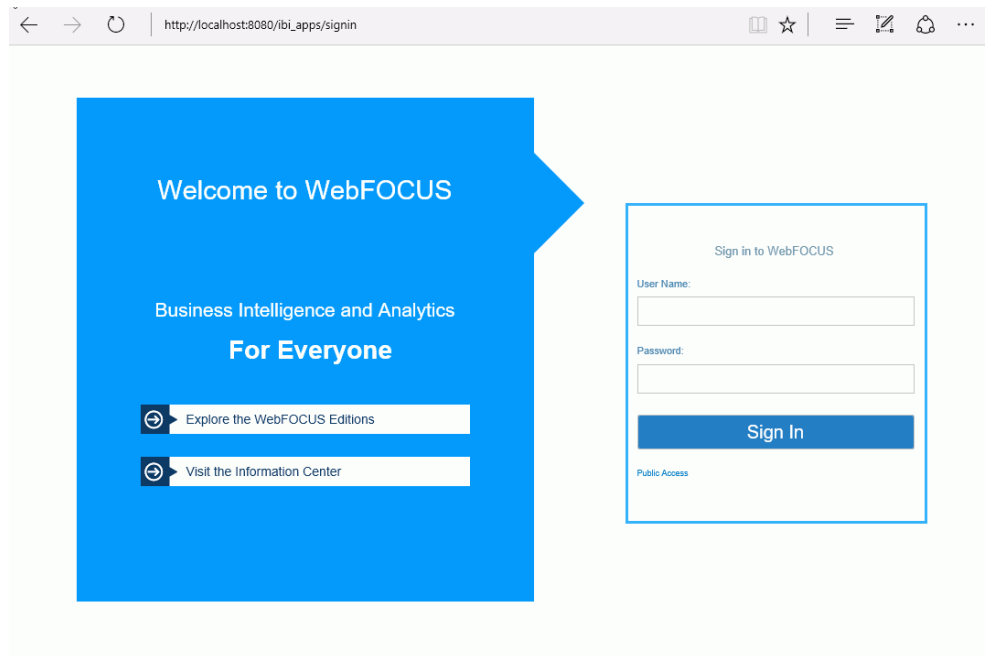 http://localhost:8080/ibi_apps/signin
Welcome to WebFOCUS
Business Intelligence and Analytics
For Everyone
Explore the WebFOCUS Editions
Visit the Information Center
Sign in to WebFOCUS
User Name:
Password:
Sign In
Public Access